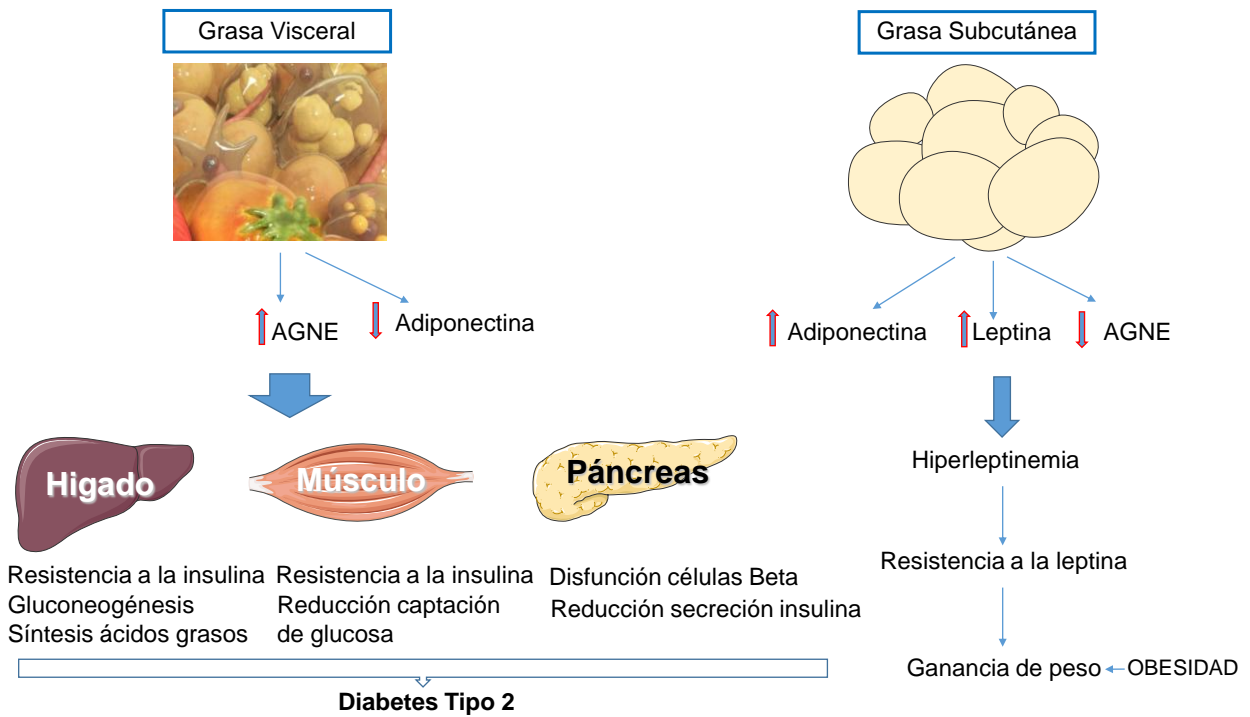 Grasa Visceral
Grasa Subcutánea
AGNE
Adiponectina
Adiponectina
Leptina
AGNE
Higado
Músculo
Páncreas
Resistencia a la insulina
Gluconeogénesis
Síntesis ácidos grasos
Resistencia a la insulina
Reducción captación
de glucosa
Disfunción células Beta
Reducción secreción insulina
Diabetes Tipo 2
Hiperleptinemia
Resistencia a la leptina
Ganancia de peso
OBESIDAD